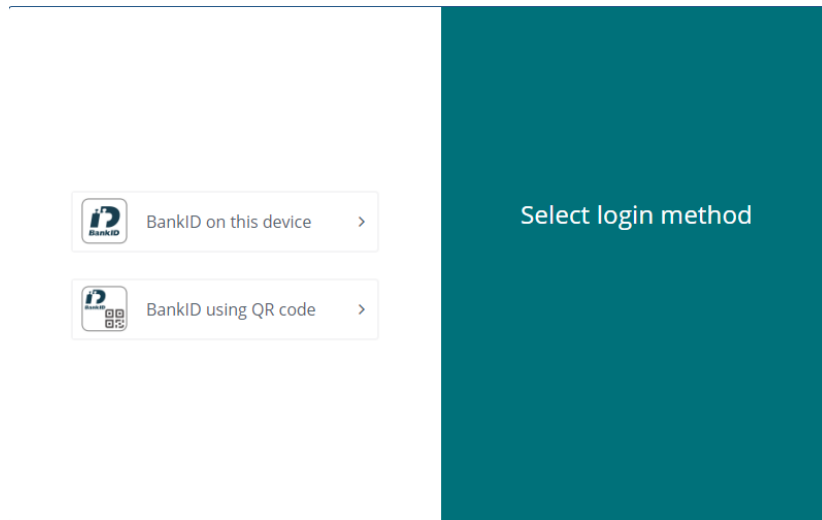 BankID
BankID on this device
BankID
BankID using QR code
Select login method